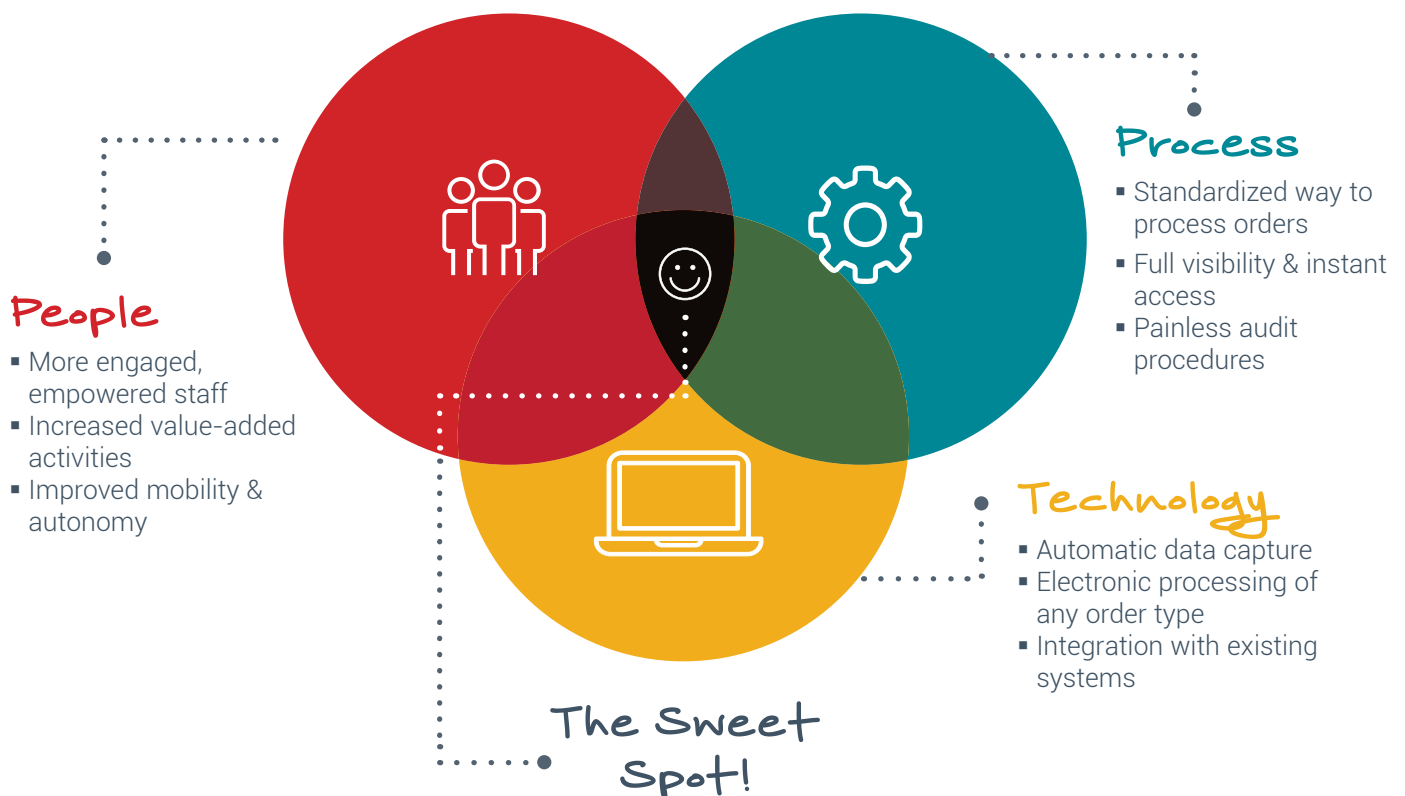 People
▪ More engaged,
empowered staff
▪ Increased value-added
activities
▪ Improved mobility &
autonomy
Process
▪ Standardized way to
process orders
▪ Full visibility & instant
access
▪ Painless audit
procedures
Technology
▪ Automatic data capture
▪ Electronic processing of
any order type
▪ Integration with existing
systems
The Sweet
Spot!